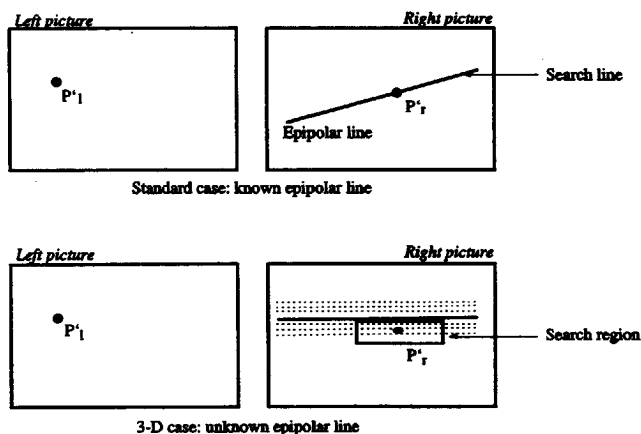 Left picture
Right picture
P'l
P'r
Search line
Epipolar line
Standard case: known epipolar line
Left picture
Right picture
P'l
P'r
Search region
3-D case: unknown epipolar line